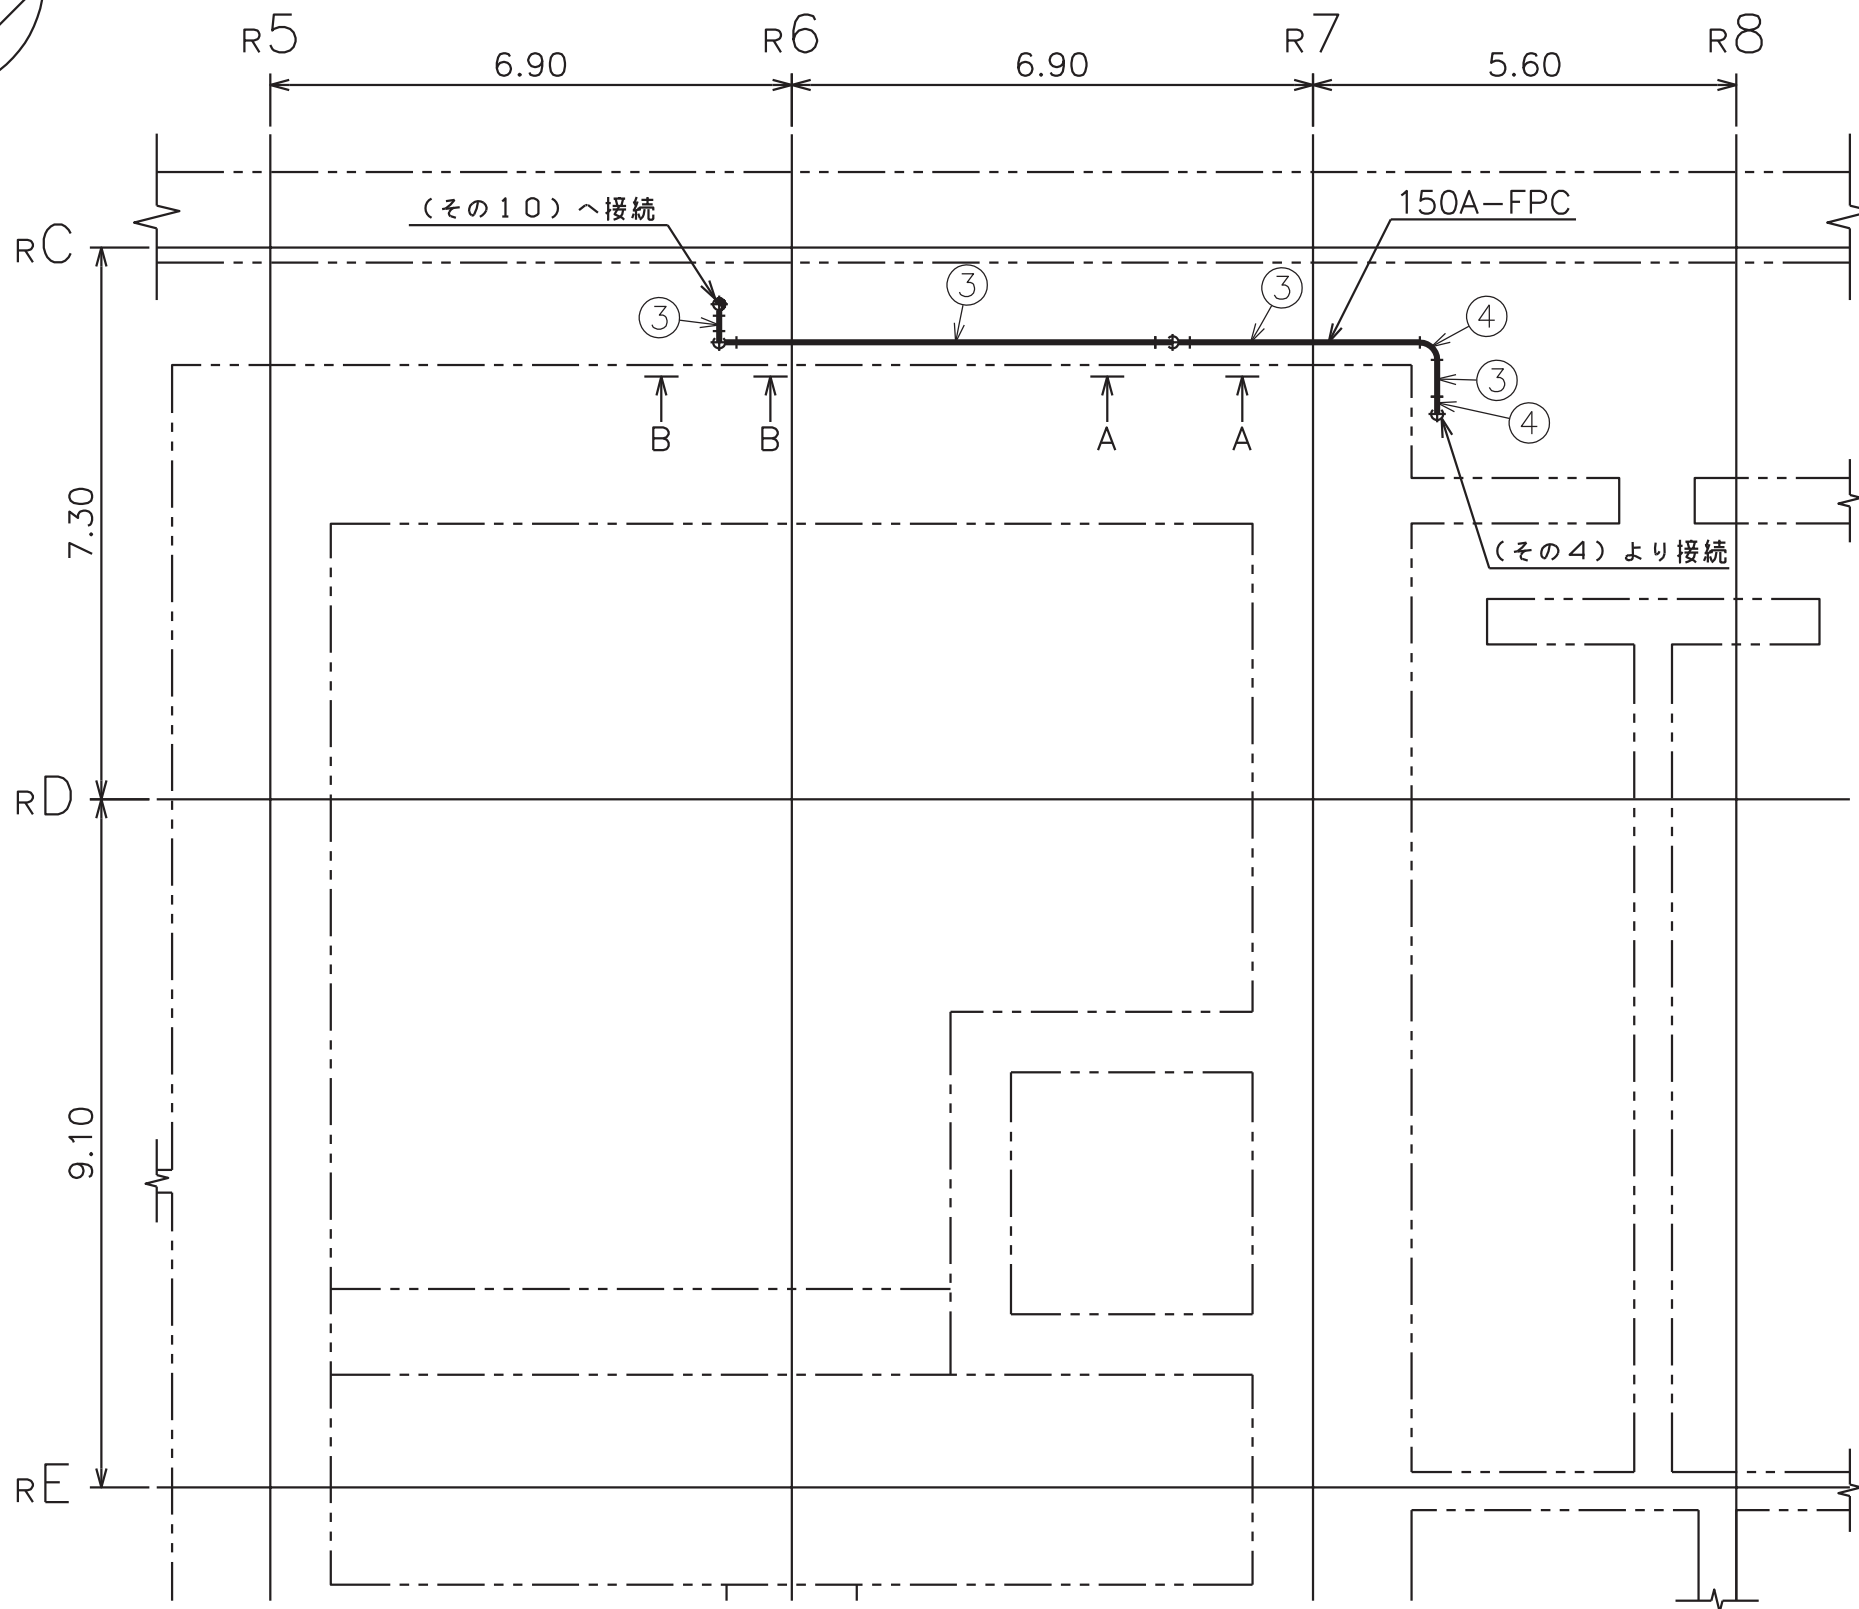 R5 R6 R7 R8
6.90 6.90 5.60
(その10)へ接続
150A-FPC
RC
③ ③ ③ ④
③
④
B B A A
7.30
(その4)より接続
RD
9.10
RE